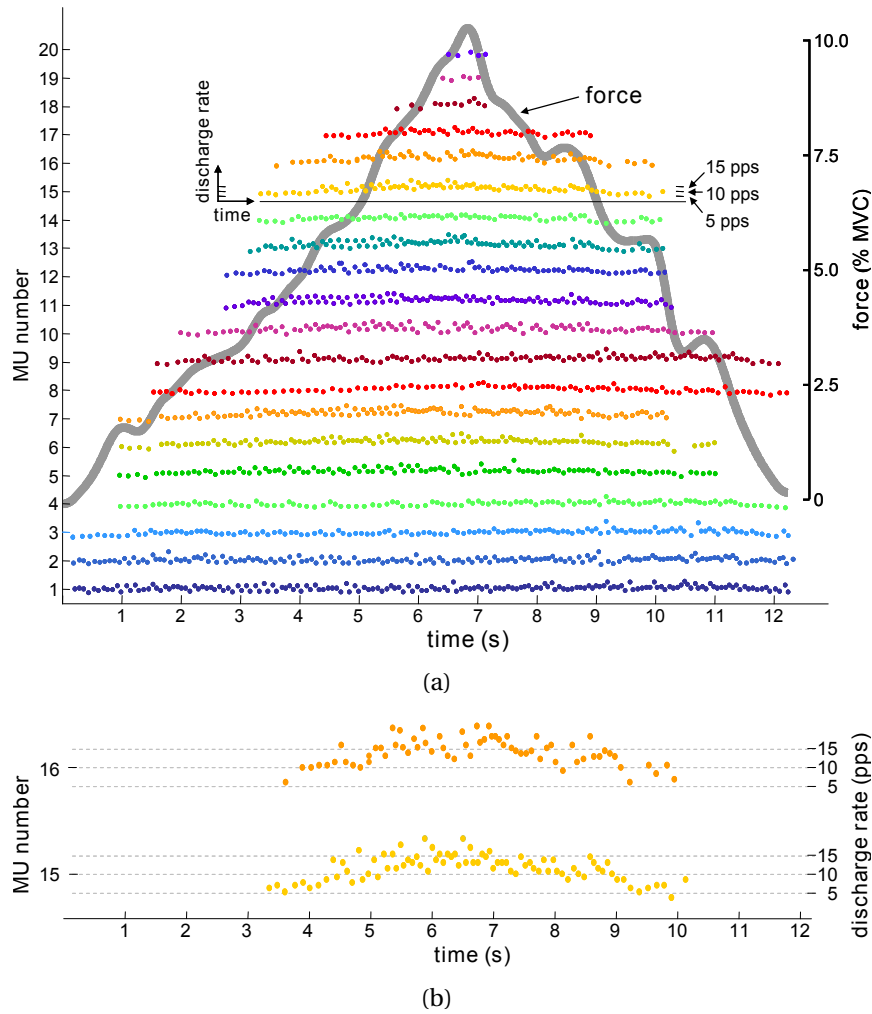 20
19
18
17
16
15
14
13
12
11
10
9
8
7
6
5
4
3
2
1
MU number
discharge rate
time
force
15 pps
10 pps
5 pps
10.0
7.5
5.0
2.5
0
force (% MVC)
1 2 3 4 5 6 7 8 9 10 11 12
time (s)
(a)
16
15
MU number
15
10
5
15
10
5
discharge rate (pps)
1 2 3 4 5 6 7 8 9 10 11 12
time (s)
(b)